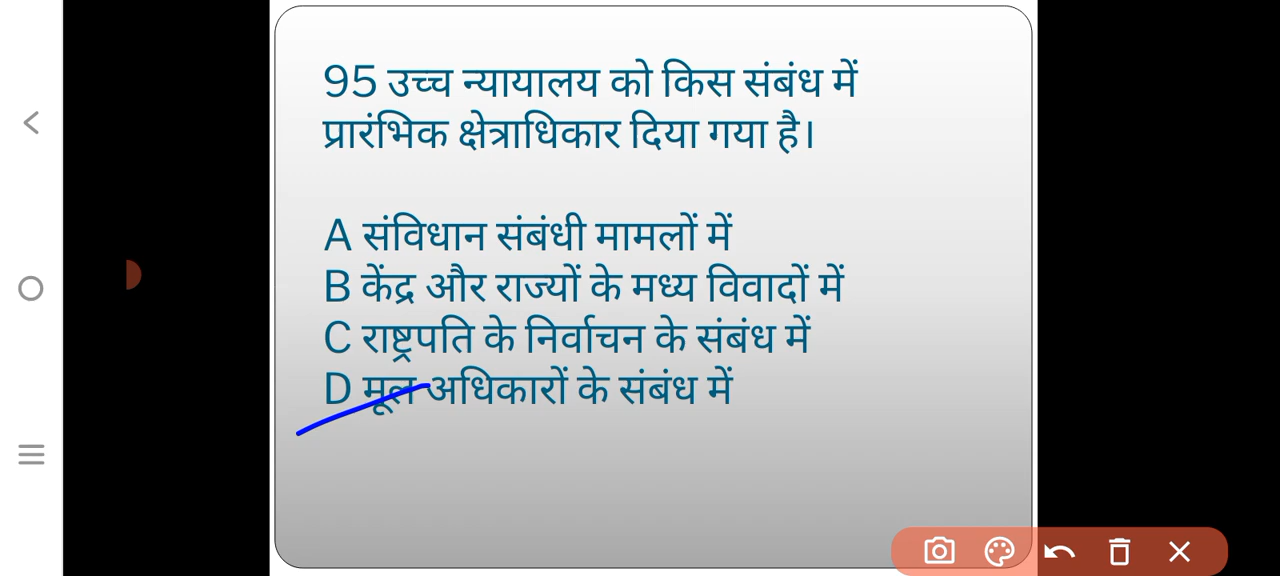 95 उच्च न्यायालय को किस संबंध में
प्रारंभिक क्षेत्राधिकार दिया गया है।
A संविधान संबंधी मामलों में
B केंद्र और राज्यों के मध्य विवादों में
C राष्ट्रपति के निर्वाचन के संबंध में
D मूल अधिकारों के संबंध में